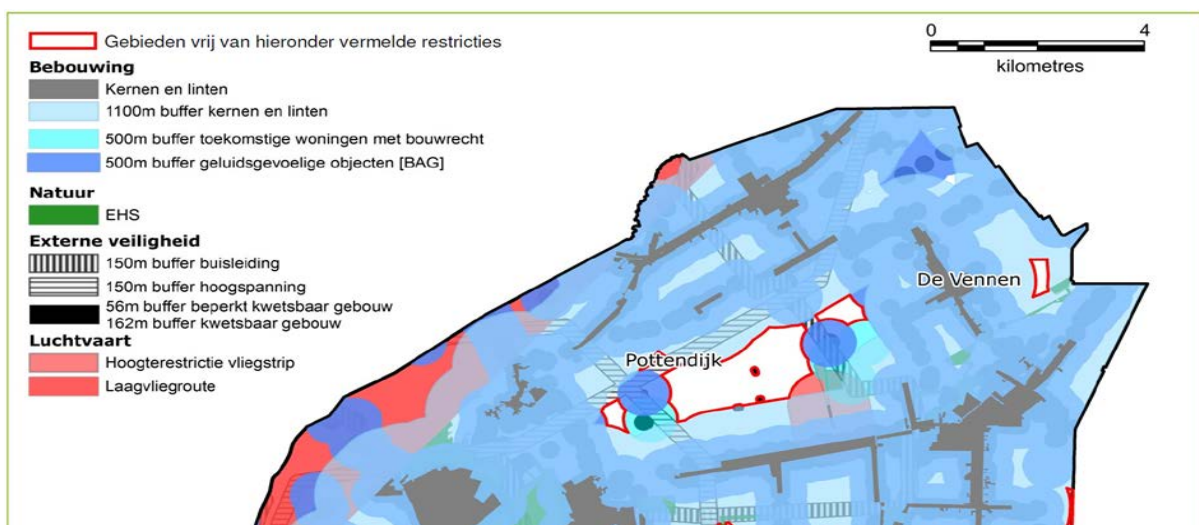 Gebieden vrij van hieronder vermelde restricties
Bebouwing
Kernen en linten
1100m buffer kernen en linten
500m buffer toekomstige woningen met bouwrecht
500m buffer geluidsgevoelige objecten [BAG]
Natuur
EHS
Externe veiligheid
150m buffer buisleiding
150m buffer hoogspanning
56m buffer beperkt kwetsbaar gebouw
162m buffer kwetsbaar gebouw
Luchtvaart
Hoogterestrictie vliegstrip
Laagvliegroute
0 4
kilometres
De Vennen
Pottendijk